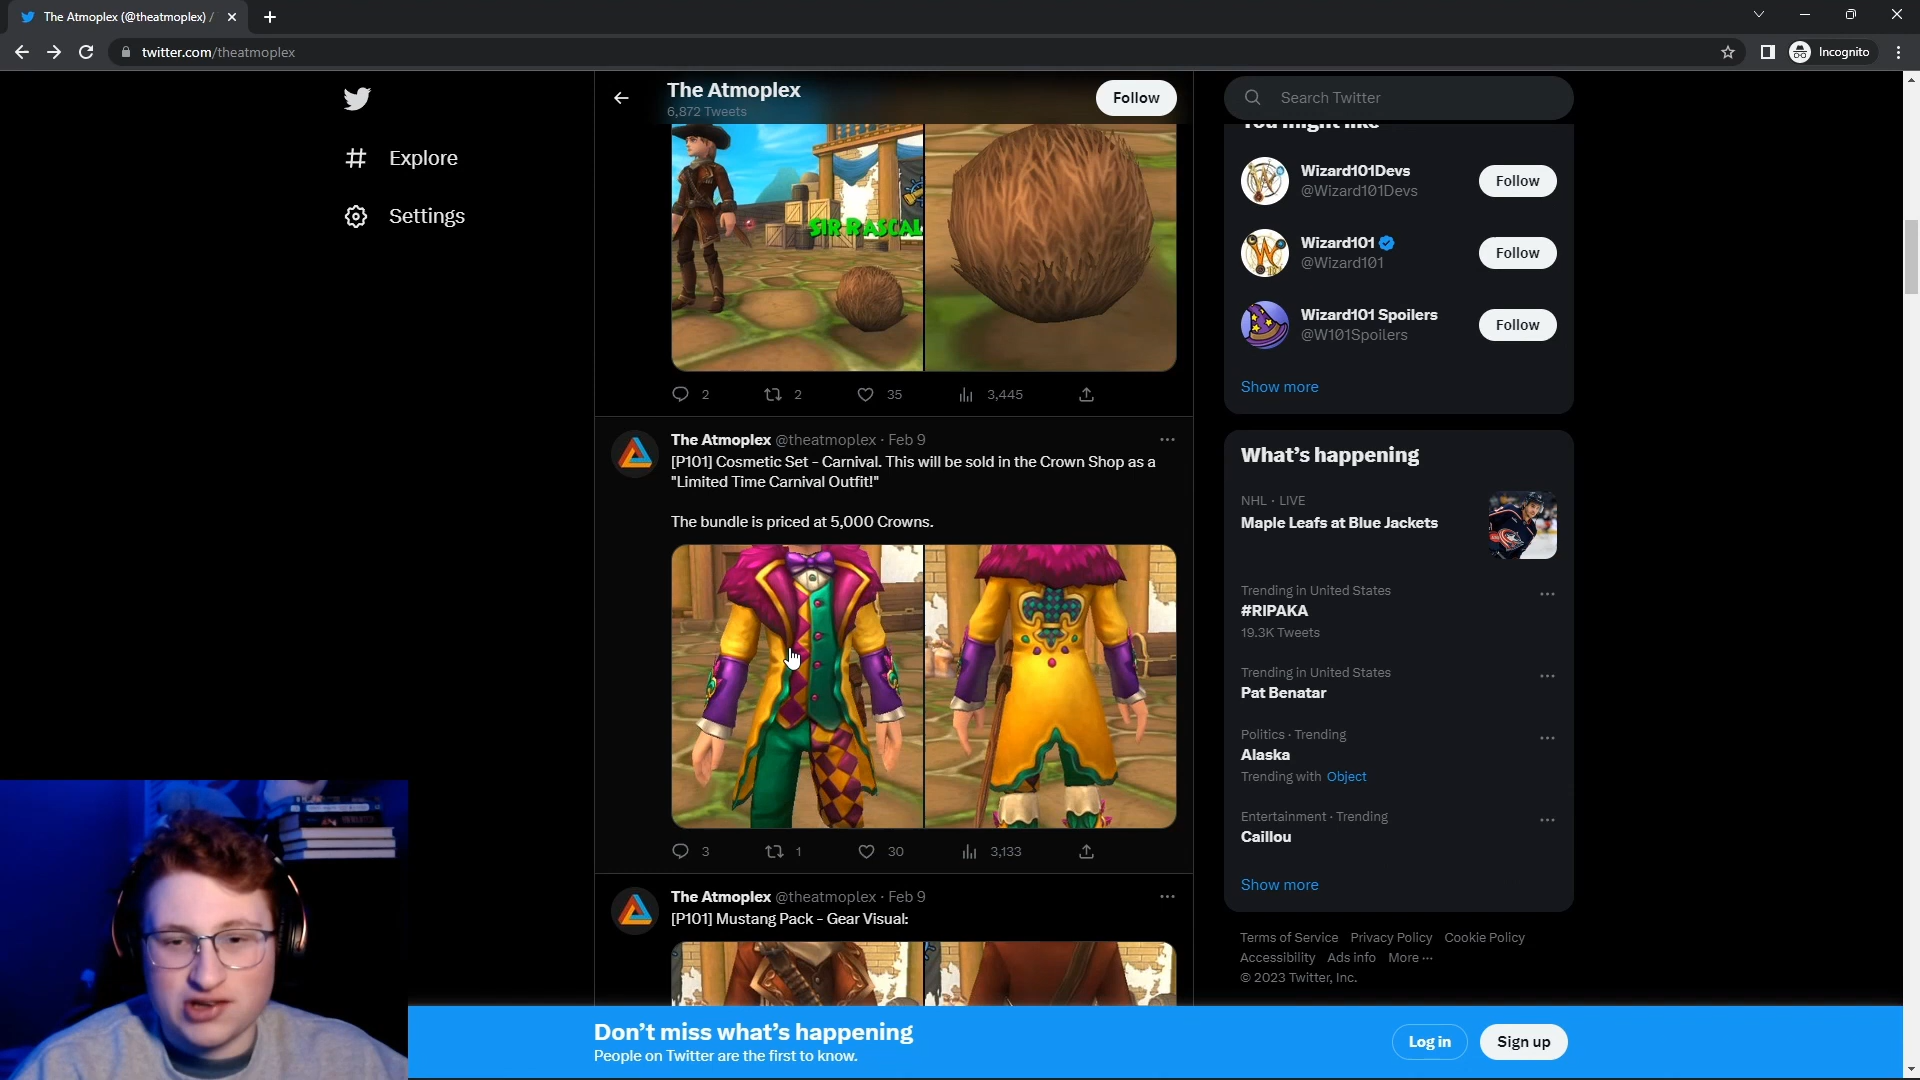 The Atmoplex (@theatmoplex) /
twitter.com/theatmoplex
Incognito
Explore
Settings
The Atmoplex
6,872 Tweets
Follow
SIR RASCAL
2
2
35
3,445
The Atmoplex @theatmoplex · Feb 9
[P101] Cosmetic Set - Carnival. This will be sold in the Crown Shop as a
"Limited Time Carnival Outfit!"
The bundle is priced at 5,000 Crowns.
3
1
30
3,133
The Atmoplex @theatmoplex · Feb 9
[P101] Mustang Pack - Gear Visual:
Search Twitter
You might like
Wizard101Devs
@Wizard101Devs
Follow
Wizard101
@Wizard101
Follow
Wizard101 Spoilers
@W101Spoilers
Follow
Show more
What's happening
NHL · LIVE
Maple Leafs at Blue Jackets
Trending in United States
#RIPAKA
19.3K Tweets
Trending in United States
Pat Benatar
Politics · Trending
Alaska
Trending with Object
Entertainment · Trending
Caillou
Show more
Terms of Service Privacy Policy Cookie Policy
Accessibility Ads info More ···
© 2023 Twitter, Inc.
Don't miss what's happening
People on Twitter are the first to know.
Log in
Sign up